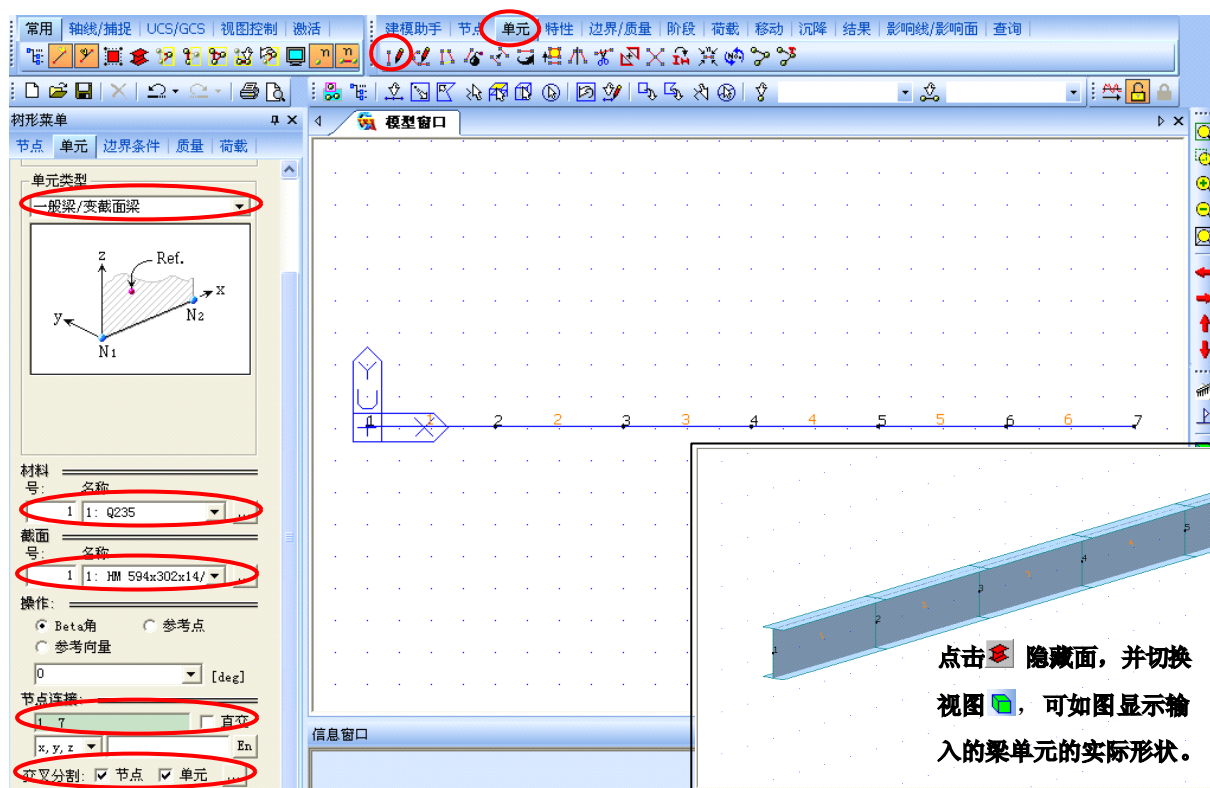 常用 轴线/捕捉 UCS/GCS 视图控制 激活
建模助手 节点 单元 特性 边界/质量 阶段 荷载 移动 沉降 结果 影响线/影响面 查询
树形菜单
节点 单元 边界条件 质量 荷载
模型窗口
单元类型
一般梁/变截面梁
z
Ref.
x
y
N2
N1
材料
号: 名称
1 1: Q235 ...
截面
号: 名称
1 1: HM 594x302x14/ ...
操作:
Beta角 参考点
参考向量
0 [deg]
节点连接:
1, 7 直交
x,y,z En
交叉分割: 节点 单元 ...
Y
U
X
1 1 2 2 3 3 4 4 5 5 6 6 7
信息窗口
1 2 3 4 5
点击 隐藏面，并切换
视图 ，可如图显示输
入的梁单元的实际形状。